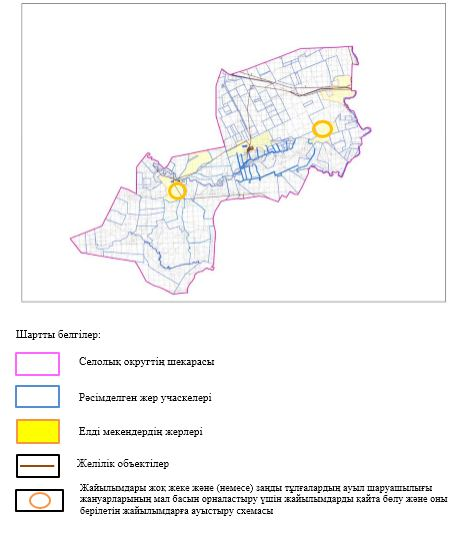 Шартты белгілер:
Селолық округтің шекарасы
Рәсімделген жер учаскелері
Елді мекендердің жерлері
Желілік объектілер
Жайылымдары жоқ жеке және (немесе) заңды тұлғалардың ауыл шаруашылығы
жануарларының мал басын орналастыру үшін жайылымдарды қайта бөлу және оны
берілетін жайылымдарға ауыстыру схемасы